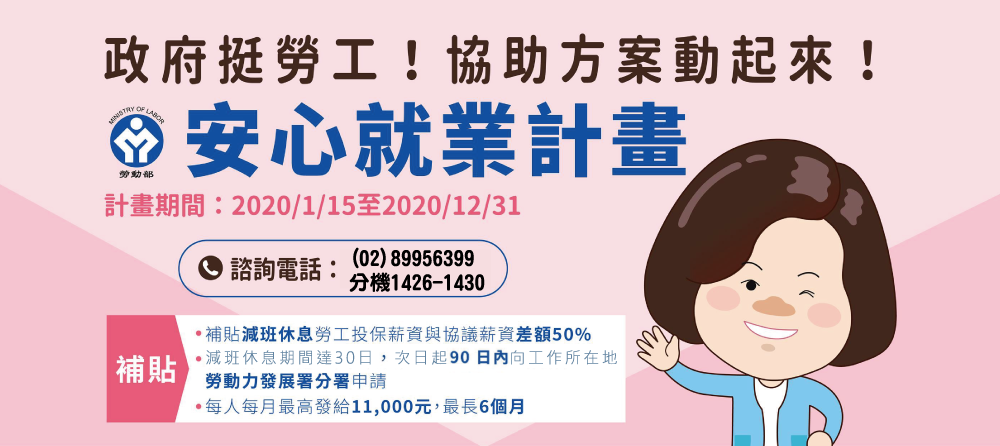 政府挺勞工！協助方案動起來！
MINISTRY OF LABOR
勞動部
安心就業計畫
計畫期間：2020/1/15至2020/12/31
諮詢電話：(02)89956399
分機1426-1430
補貼
•補貼減班休息勞工投保薪資與協議薪資差額50%
•減班休息期間達30日，次日起90日內向工作所在地
勞動力發展署分署申請
•每人每月最高發給11,000元，最長6個月